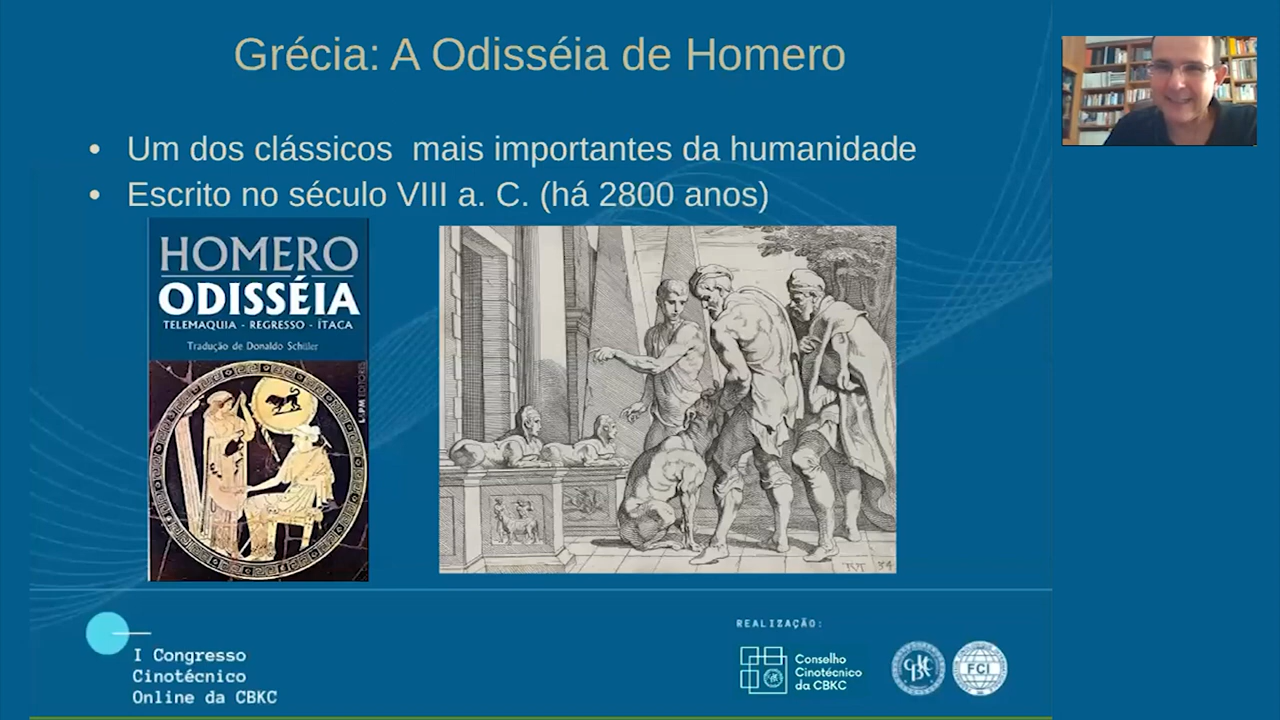 Grécia: A Odisséia de Homero
• Um dos clássicos  mais importantes da humanidade
• Escrito no século VIII a. C. (há 2800 anos)
HOMERO
ODISSÉIA
TELEMAQUIA - REGRESSO - ÍTACA
Tradução de Donaldo Schüler
L&PM EDITORES
I Congresso
Cinotécnico
Online da CBKC
REALIZAÇÃO:
Conselho
Cinotécnico
da CBKC
CBKC
FCI